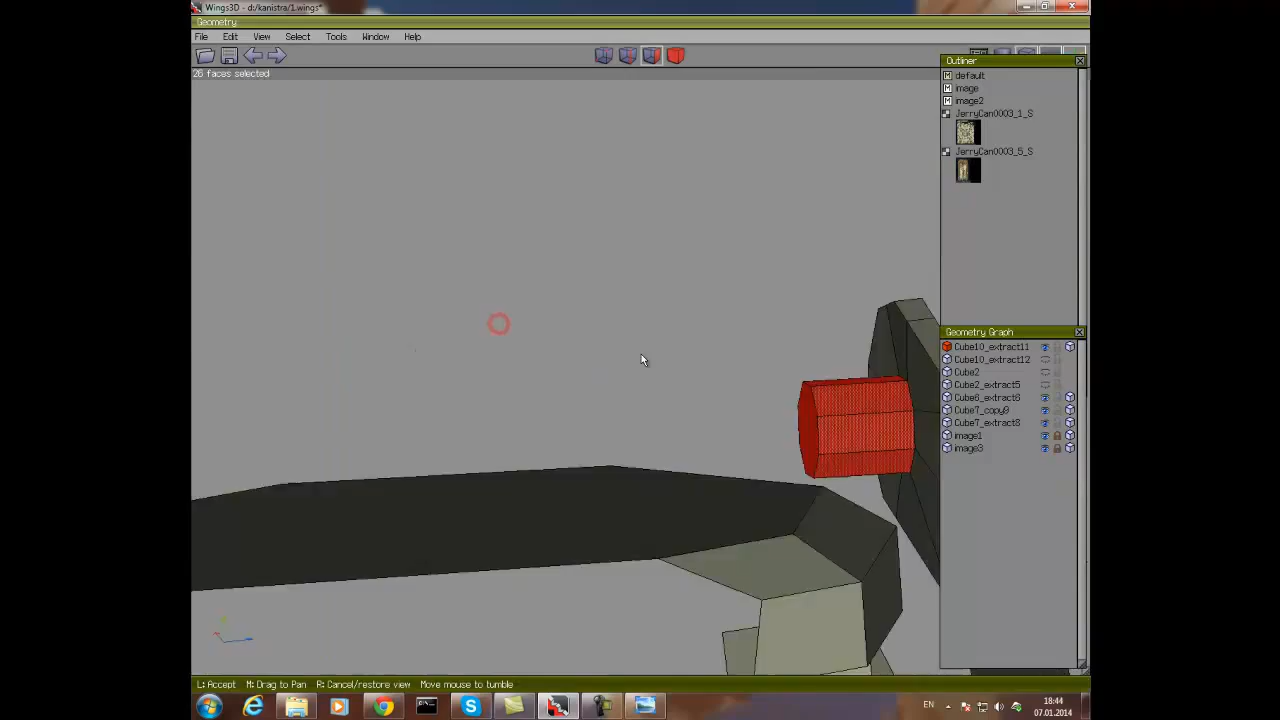 Wings3D - d:/kanistra/1.wings*
Geometry
File Edit View Select Tools Window Help
26 faces selected
Outliner
default
image
image2
JerryCan0003_1_S
JerryCan0003_5_S
Geometry Graph
Cube10_extract11
Cube10_extract12
Cube2
Cube2_extract5
Cube6_extract6
Cube7_copy9
Cube7_extract8
image1
image3
L: Accept M: Drag to Pan R: Cancel/restore view Move mouse to tumble
EN
18:44
07.01.2014